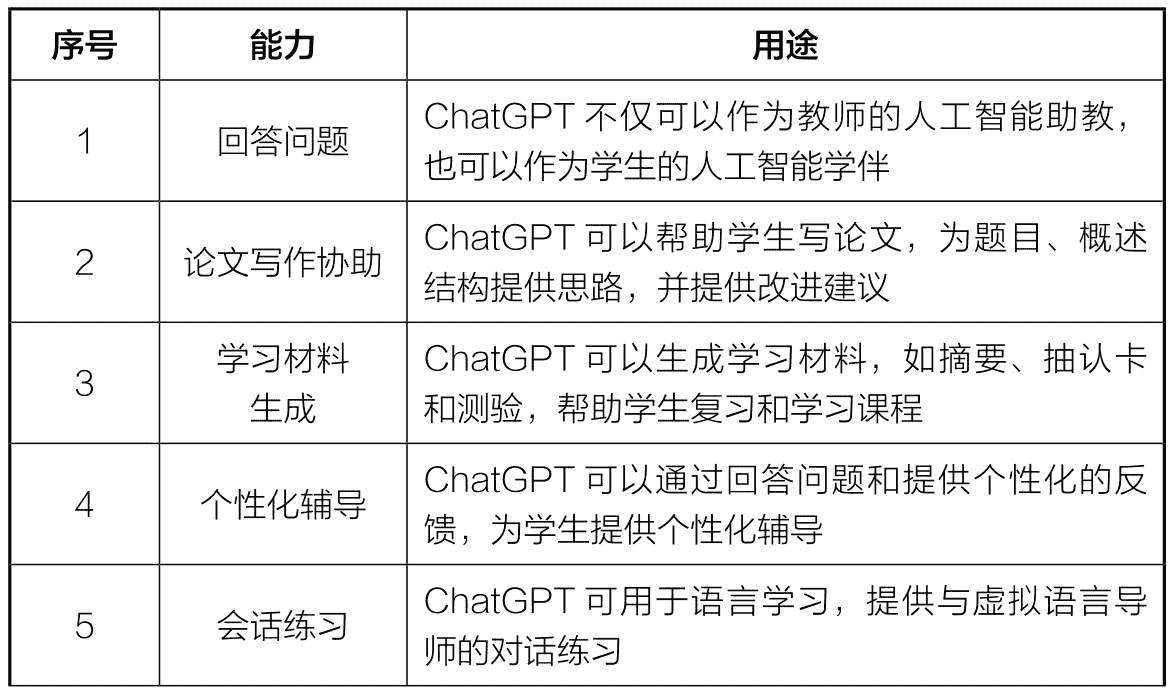 序号 能力 用途
1 回答问题 ChatGPT 不仅可以作为教师的人工智能助教，
也可以作为学生的人工智能学伴
2 论文写作协助 ChatGPT 可以帮助学生写论文，为题目、概述
结构提供思路，并提供改进建议
3 学习材料 ChatGPT 可以生成学习材料，如摘要、抽认卡
生成 和测验，帮助学生复习和学习课程
4 个性化辅导 ChatGPT 可以通过回答问题和提供个性化的反
馈，为学生提供个性化辅导
5 会话练习 ChatGPT 可用于语言学习，提供与虚拟语言导
师的对话练习